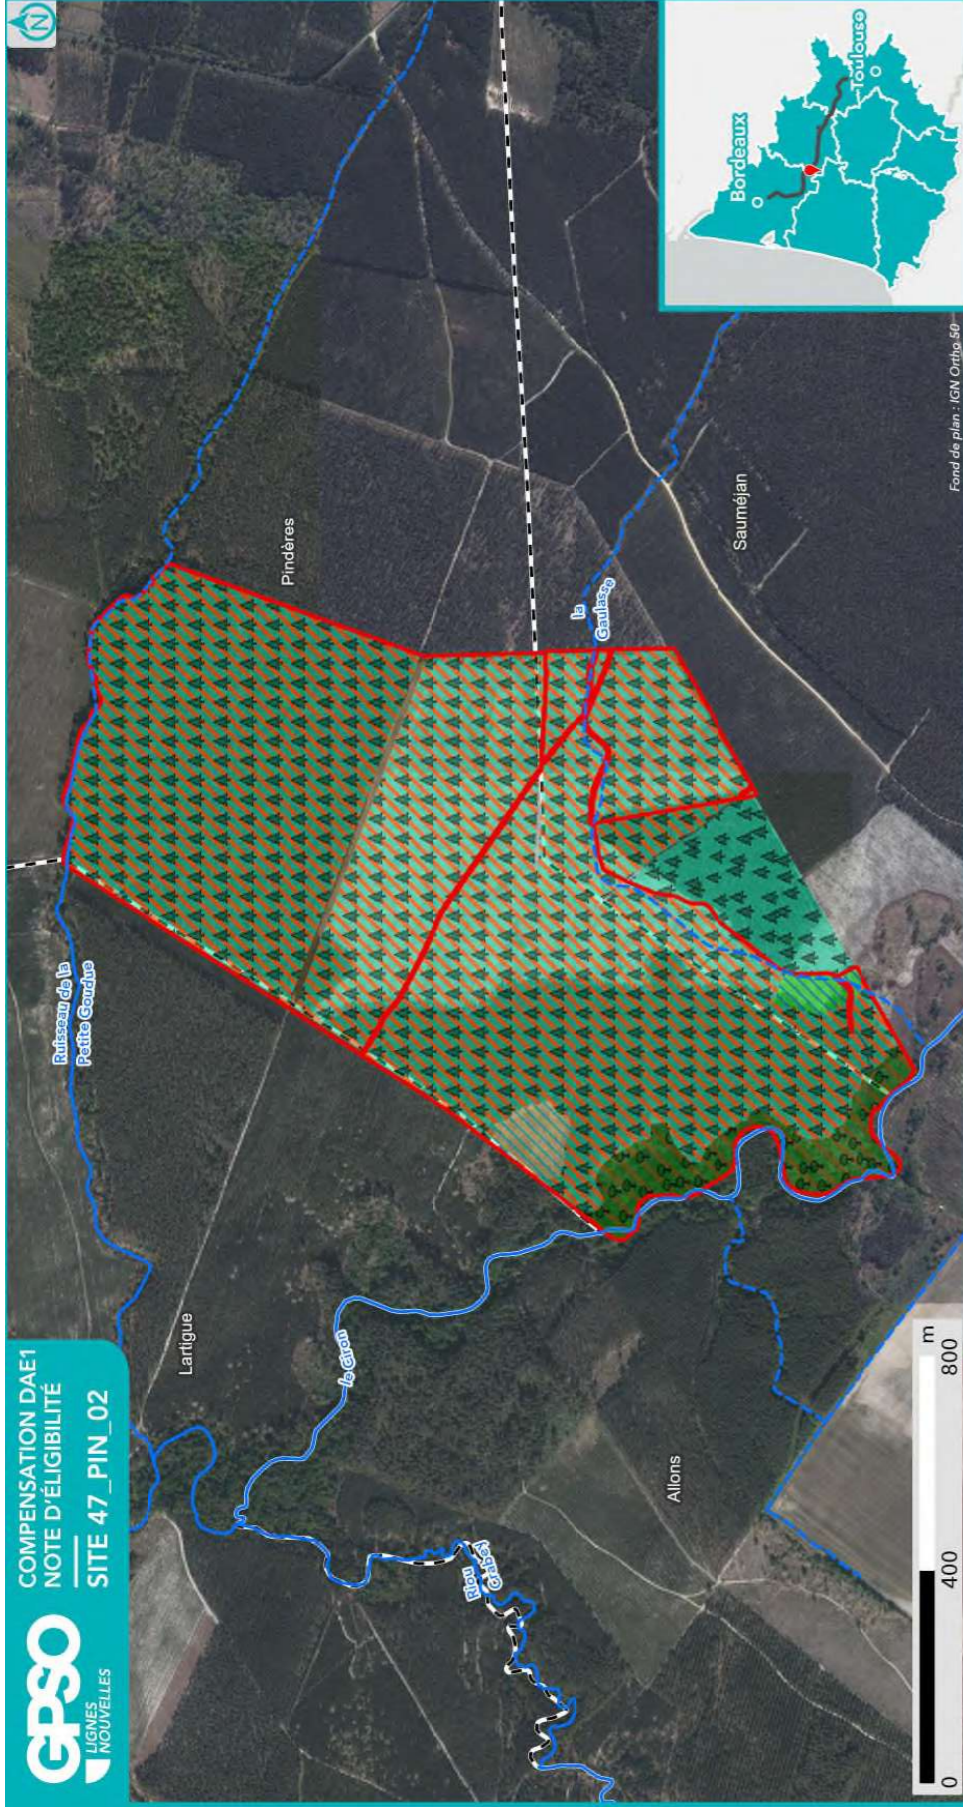 GPSO
LIGNES
NOUVELLES
COMPENSATION DAE1
NOTE D'ÉLIGIBILITÉ
SITE 47_PIN_02
N
Ruisseau de la
Petite Goudue
Lartigue
Pindères
le Ciron
la
Gaulasse
Riou
Crabey
Allons
Sauméjan
Bordeaux
Toulouse
0 400 800
m
Fond de plan : IGN Ortho 50